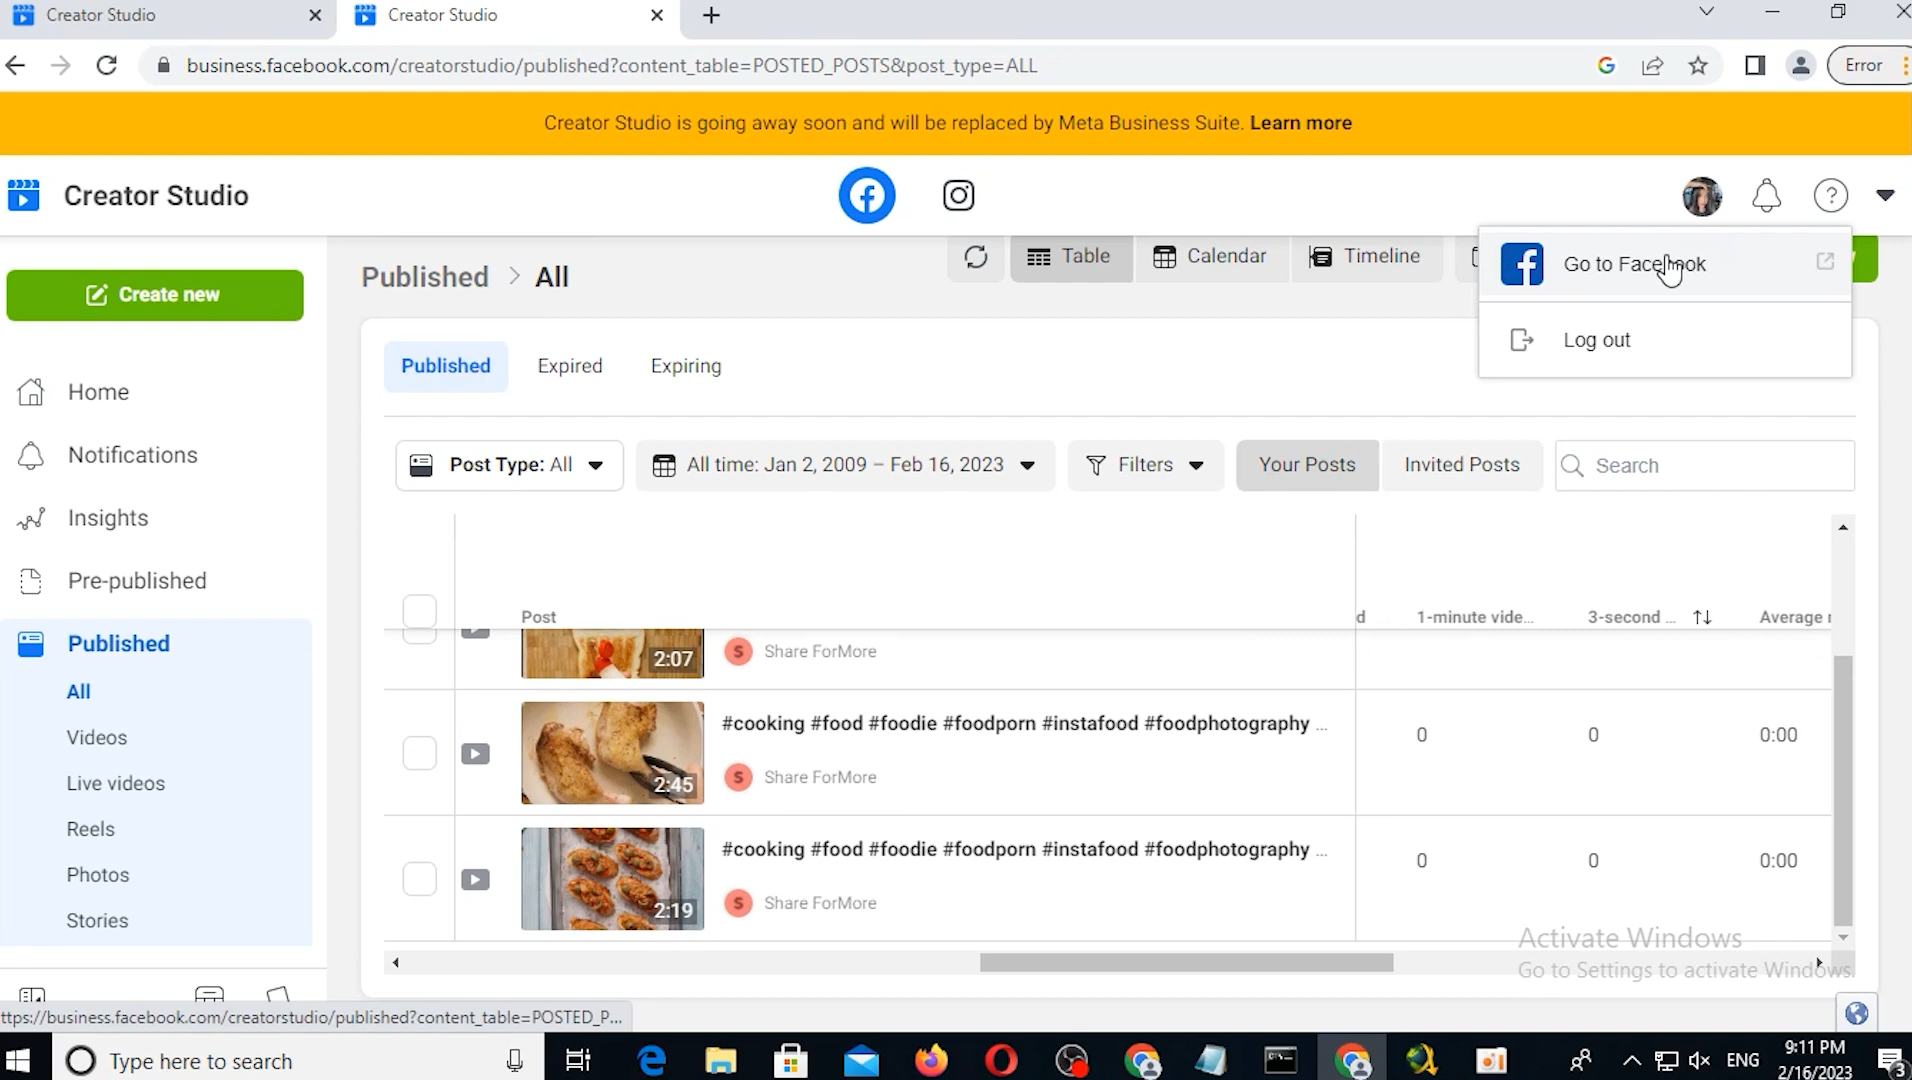 Creator Studio
Creator Studio
business.facebook.com/creatorstudio/published?content_table=POSTED_POSTS&post_type=ALL
Error
Creator Studio is going away soon and will be replaced by Meta Business Suite. Learn more
Creator Studio
Go to Facebook
Log out
Create new
Home
Notifications
Insights
Pre-published
Published
All
Videos
Live videos
Reels
Photos
Stories
Published > All
Table
Calendar
Timeline
Published
Expired
Expiring
Post Type: All
All time: Jan 2, 2009 – Feb 16, 2023
Filters
Your Posts
Invited Posts
Search
Post
d
1-minute vide...
3-second ...
Average
2:07
S
Share ForMore
2:45
#cooking #food #foodie #foodporn #instafood #foodphotography ...
S
Share ForMore
0
0
0:00
2:19
#cooking #food #foodie #foodporn #instafood #foodphotography ...
S
Share ForMore
0
0
0:00
Activate Windows
Go to Settings to activate Windows.
ttps://business.facebook.com/creatorstudio/published?content_table=POSTED_P...
Type here to search
ENG
9:11 PM
2/16/2023
3